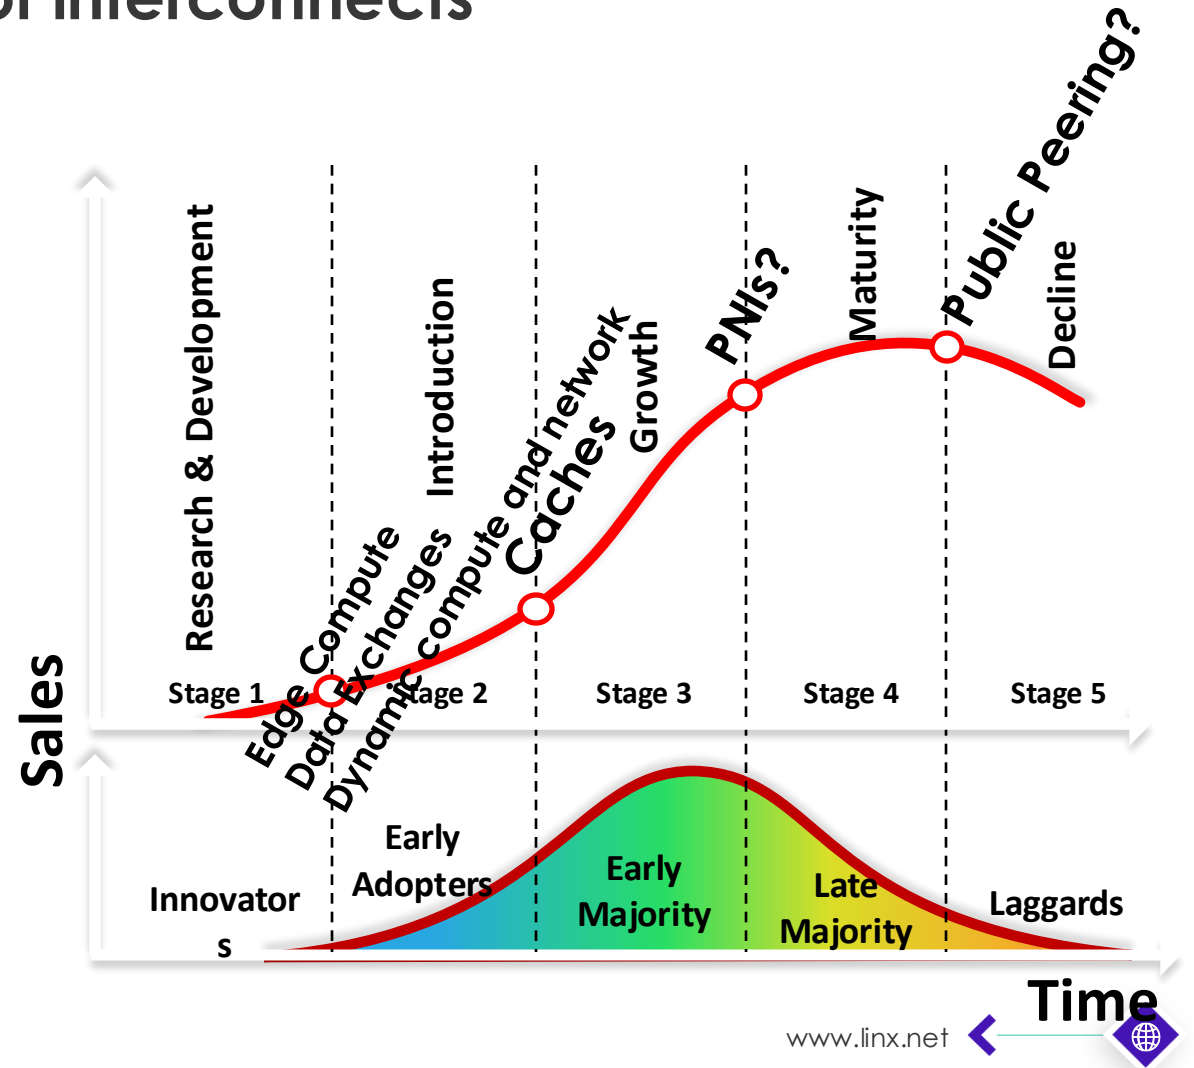 of Interconnects
Public Peering?
Research & Development
Introduction
Growth
PNIs?
Maturity
Decline
Edge Compute
Data Exchanges
Dynamic compute and network
Caches
Sales
Stage 1
Stage 2
Stage 3
Stage 4
Stage 5
Innovator
s
Early
Adopters
Early
Majority
Late
Majority
Laggards
Time
www.linx.net